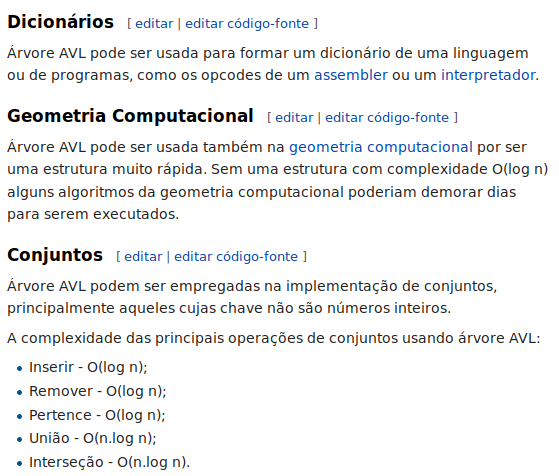 Dicionários [ editar | editar código-fonte ]
Árvore AVL pode ser usada para formar um dicionário de uma linguagem
ou de programas, como os opcodes de um assembler ou um interpretador.
Geometria Computacional [ editar | editar código-fonte ]
Árvore AVL pode ser usada também na geometria computacional por ser
uma estrutura muito rápida. Sem uma estrutura com complexidade O(log n)
alguns algoritmos da geometria computacional poderiam demorar dias
para serem executados.
Conjuntos [ editar | editar código-fonte ]
Árvore AVL podem ser empregadas na implementação de conjuntos,
principalmente aqueles cujas chave não são números inteiros.
A complexidade das principais operações de conjuntos usando árvore AVL:
• Inserir - O(log n);
• Remover - O(log n);
• Pertence - O(log n);
• União - O(n.log n);
• Interseção - O(n.log n).